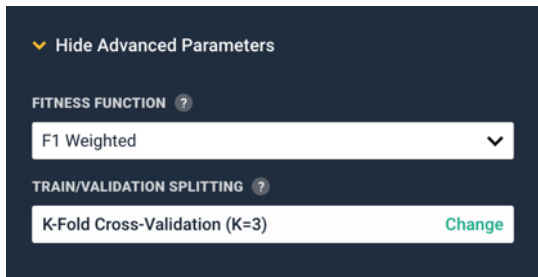 Hide Advanced Parameters
FITNESS FUNCTION ?
F1 Weighted
TRAIN/VALIDATION SPLITTING ?
K-Fold Cross-Validation (K=3) Change